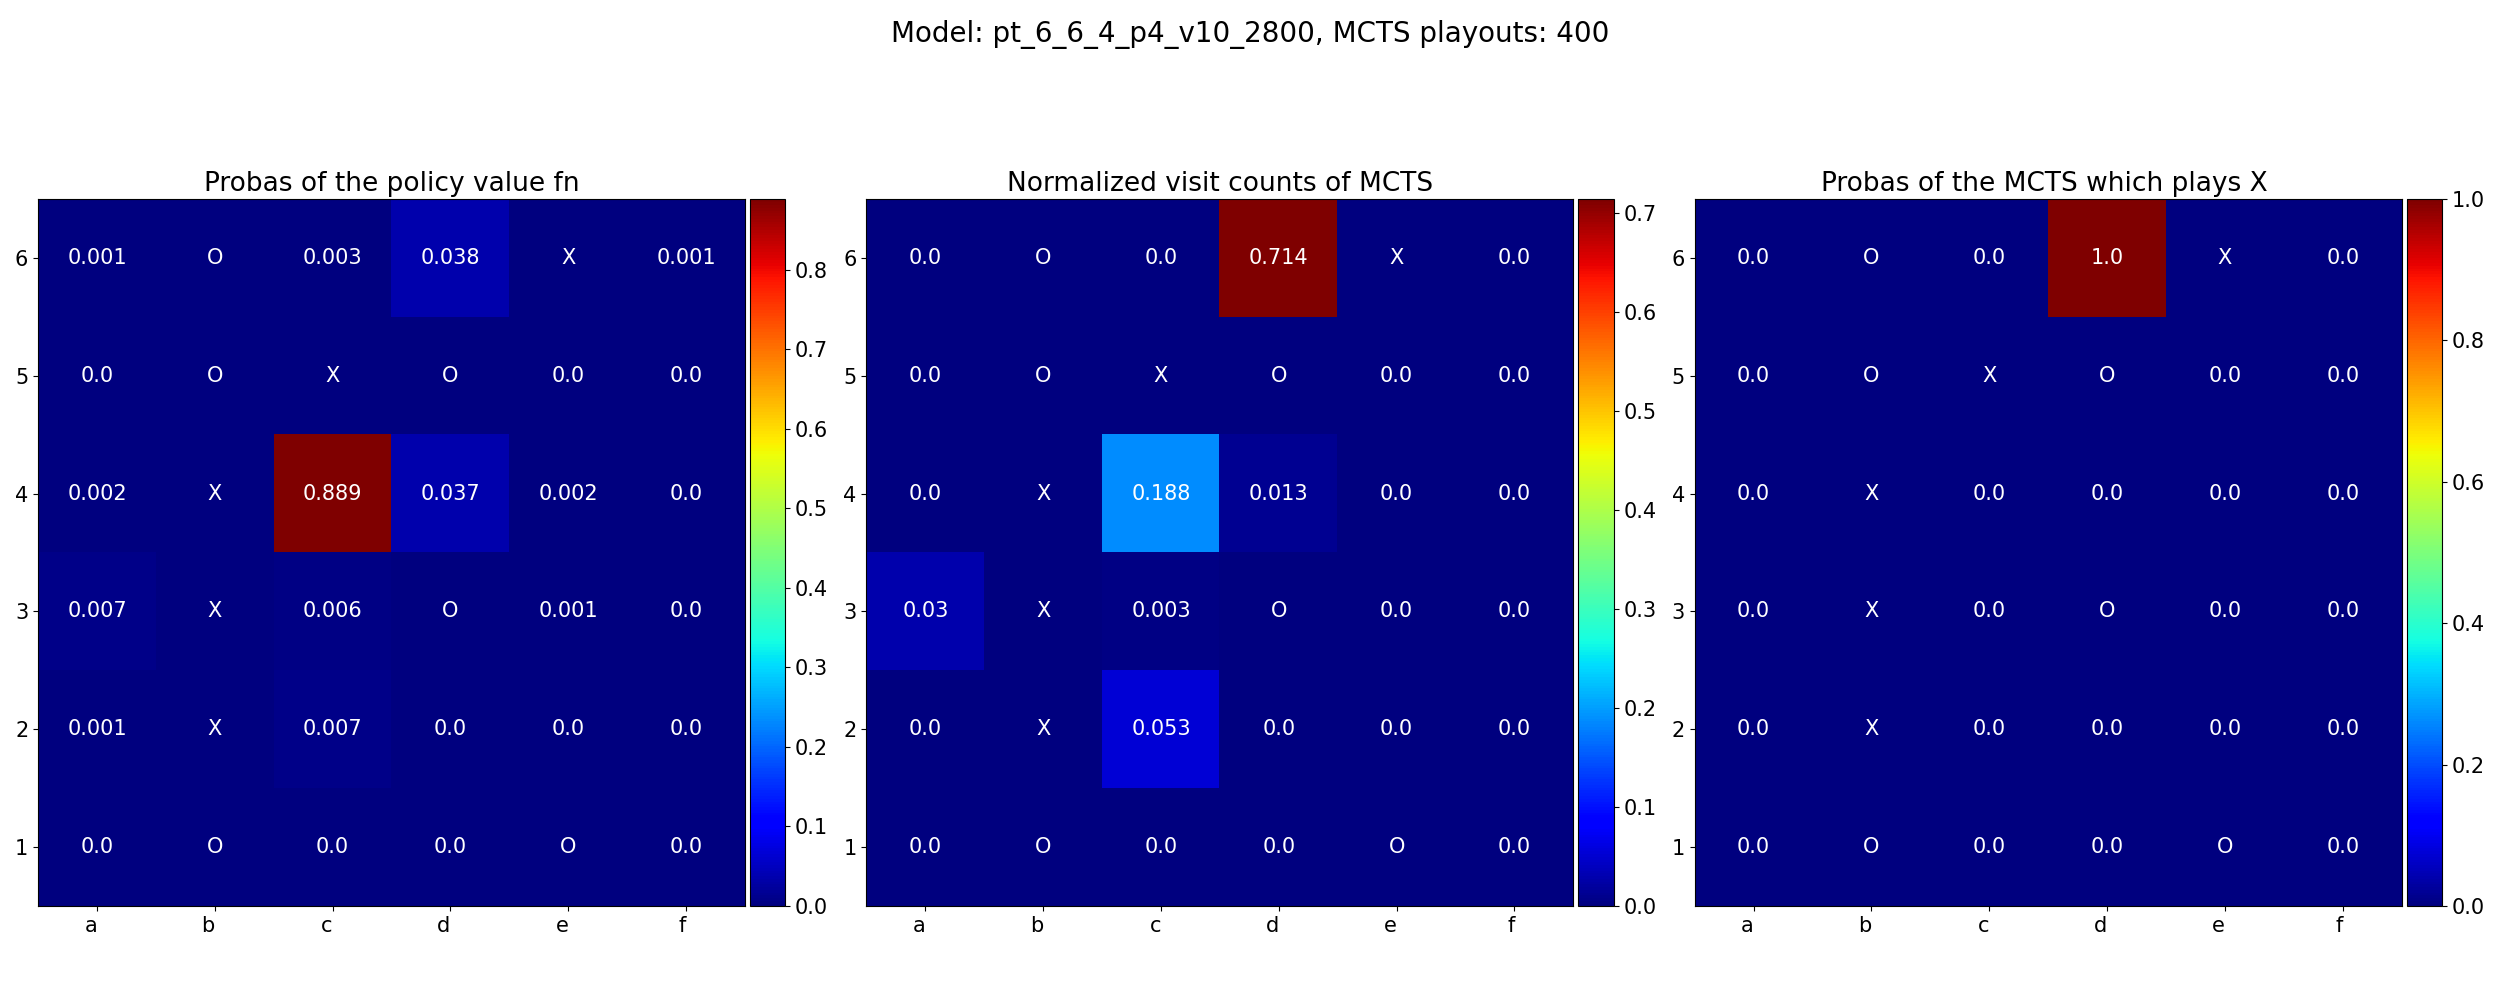 Model: pt_6_6_4_p4_v10_2800, MCTS playouts: 400
Probas of the policy value fn
6 0.001 O 0.003 0.038 X 0.001
5 0.0 O X O 0.0 0.0
4 0.002 X 0.889 0.037 0.002 0.0
3 0.007 X 0.006 O 0.001 0.0
2 0.001 X 0.007 0.0 0.0 0.0
1 0.0 O 0.0 0.0 O 0.0
a b c d e f
0.8
0.7
0.6
0.5
0.4
0.3
0.2
0.1
0.0
Normalized visit counts of MCTS
6 0.0 O 0.0 0.714 X 0.0
5 0.0 O X O 0.0 0.0
4 0.0 X 0.188 0.013 0.0 0.0
3 0.03 X 0.003 O 0.0 0.0
2 0.0 X 0.053 0.0 0.0 0.0
1 0.0 O 0.0 0.0 O 0.0
a b c d e f
0.7
0.6
0.5
0.4
0.3
0.2
0.1
0.0
Probas of the MCTS which plays X
6 0.0 O 0.0 1.0 X 0.0
5 0.0 O X O 0.0 0.0
4 0.0 X 0.0 0.0 0.0 0.0
3 0.0 X 0.0 O 0.0 0.0
2 0.0 X 0.0 0.0 0.0 0.0
1 0.0 O 0.0 0.0 O 0.0
a b c d e f
1.0
0.8
0.6
0.4
0.2
0.0